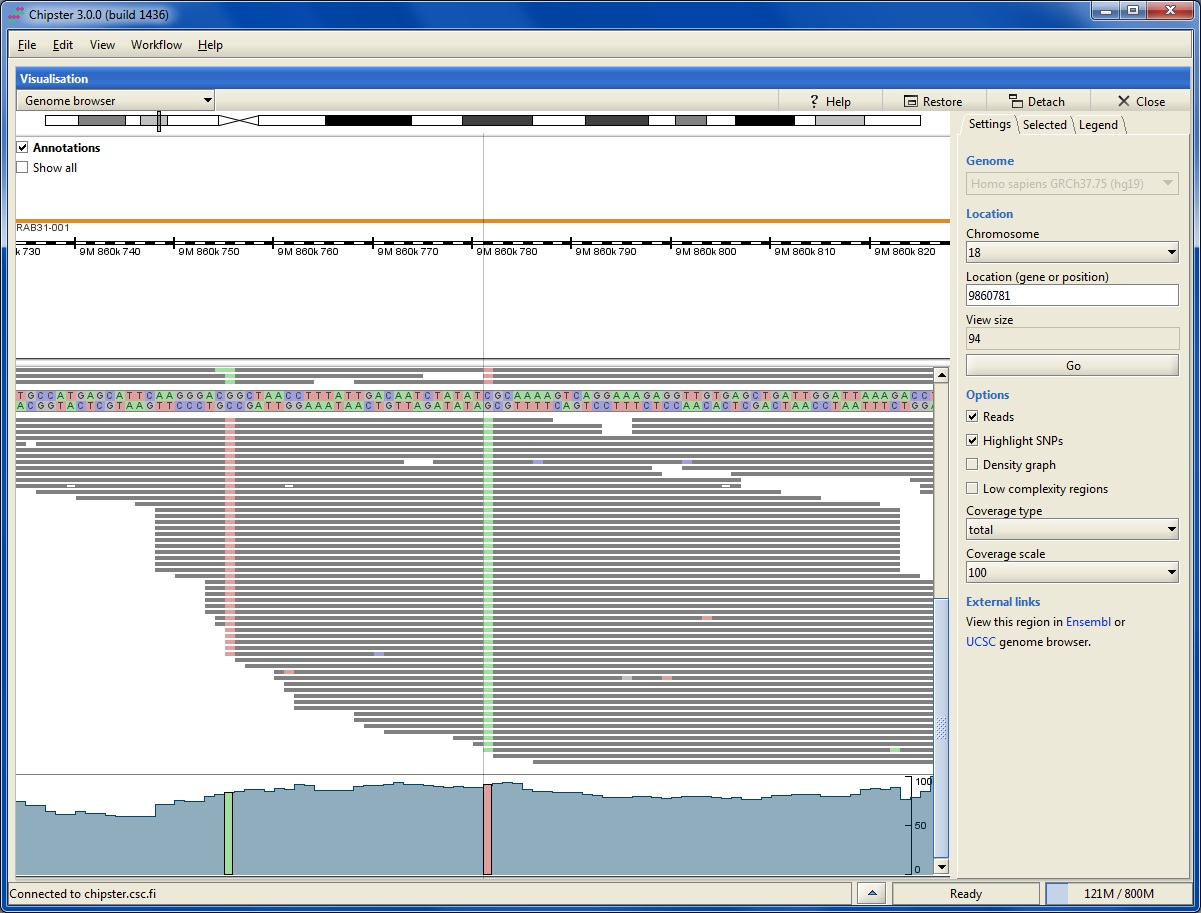 Chipster 3.0.0 (build 1436)
File Edit View Workflow Help
Visualisation
Genome browser
? Help Restore Detach Close
Annotations
Show all
RAB31-001
k 730 9M 860k 740 9M 860k 750 9M 860k 760 9M 860k 770 9M 860k 780 9M 860k 790 9M 860k 800 9M 860k 810 9M 860k 820
TGCCATGAGCATTCAAGGGACGGCTAACCTTTATTGACAATCTATATCGCAAAAGTCAGGAAAGAGGTTGTGAGCTGATTGGATTAAAGACCT
ACGGTACTCGTAAGTTCCCTGCCGATTGGAAATAACTGTTAGATATAGCGTTTTCAGTCCTTTCTCCAACACTCGACTAACCTAATTTCTGGA
100
50
0
Settings Selected Legend
Genome
Homo sapiens GRCh37.75 (hg19)
Location
Chromosome
18
Location (gene or position)
9860781
View size
94
Go
Options
Reads
Highlight SNPs
Density graph
Low complexity regions
Coverage type
total
Coverage scale
100
External links
View this region in Ensembl or
UCSC genome browser.
Connected to chipster.csc.fi
Ready
121M / 800M